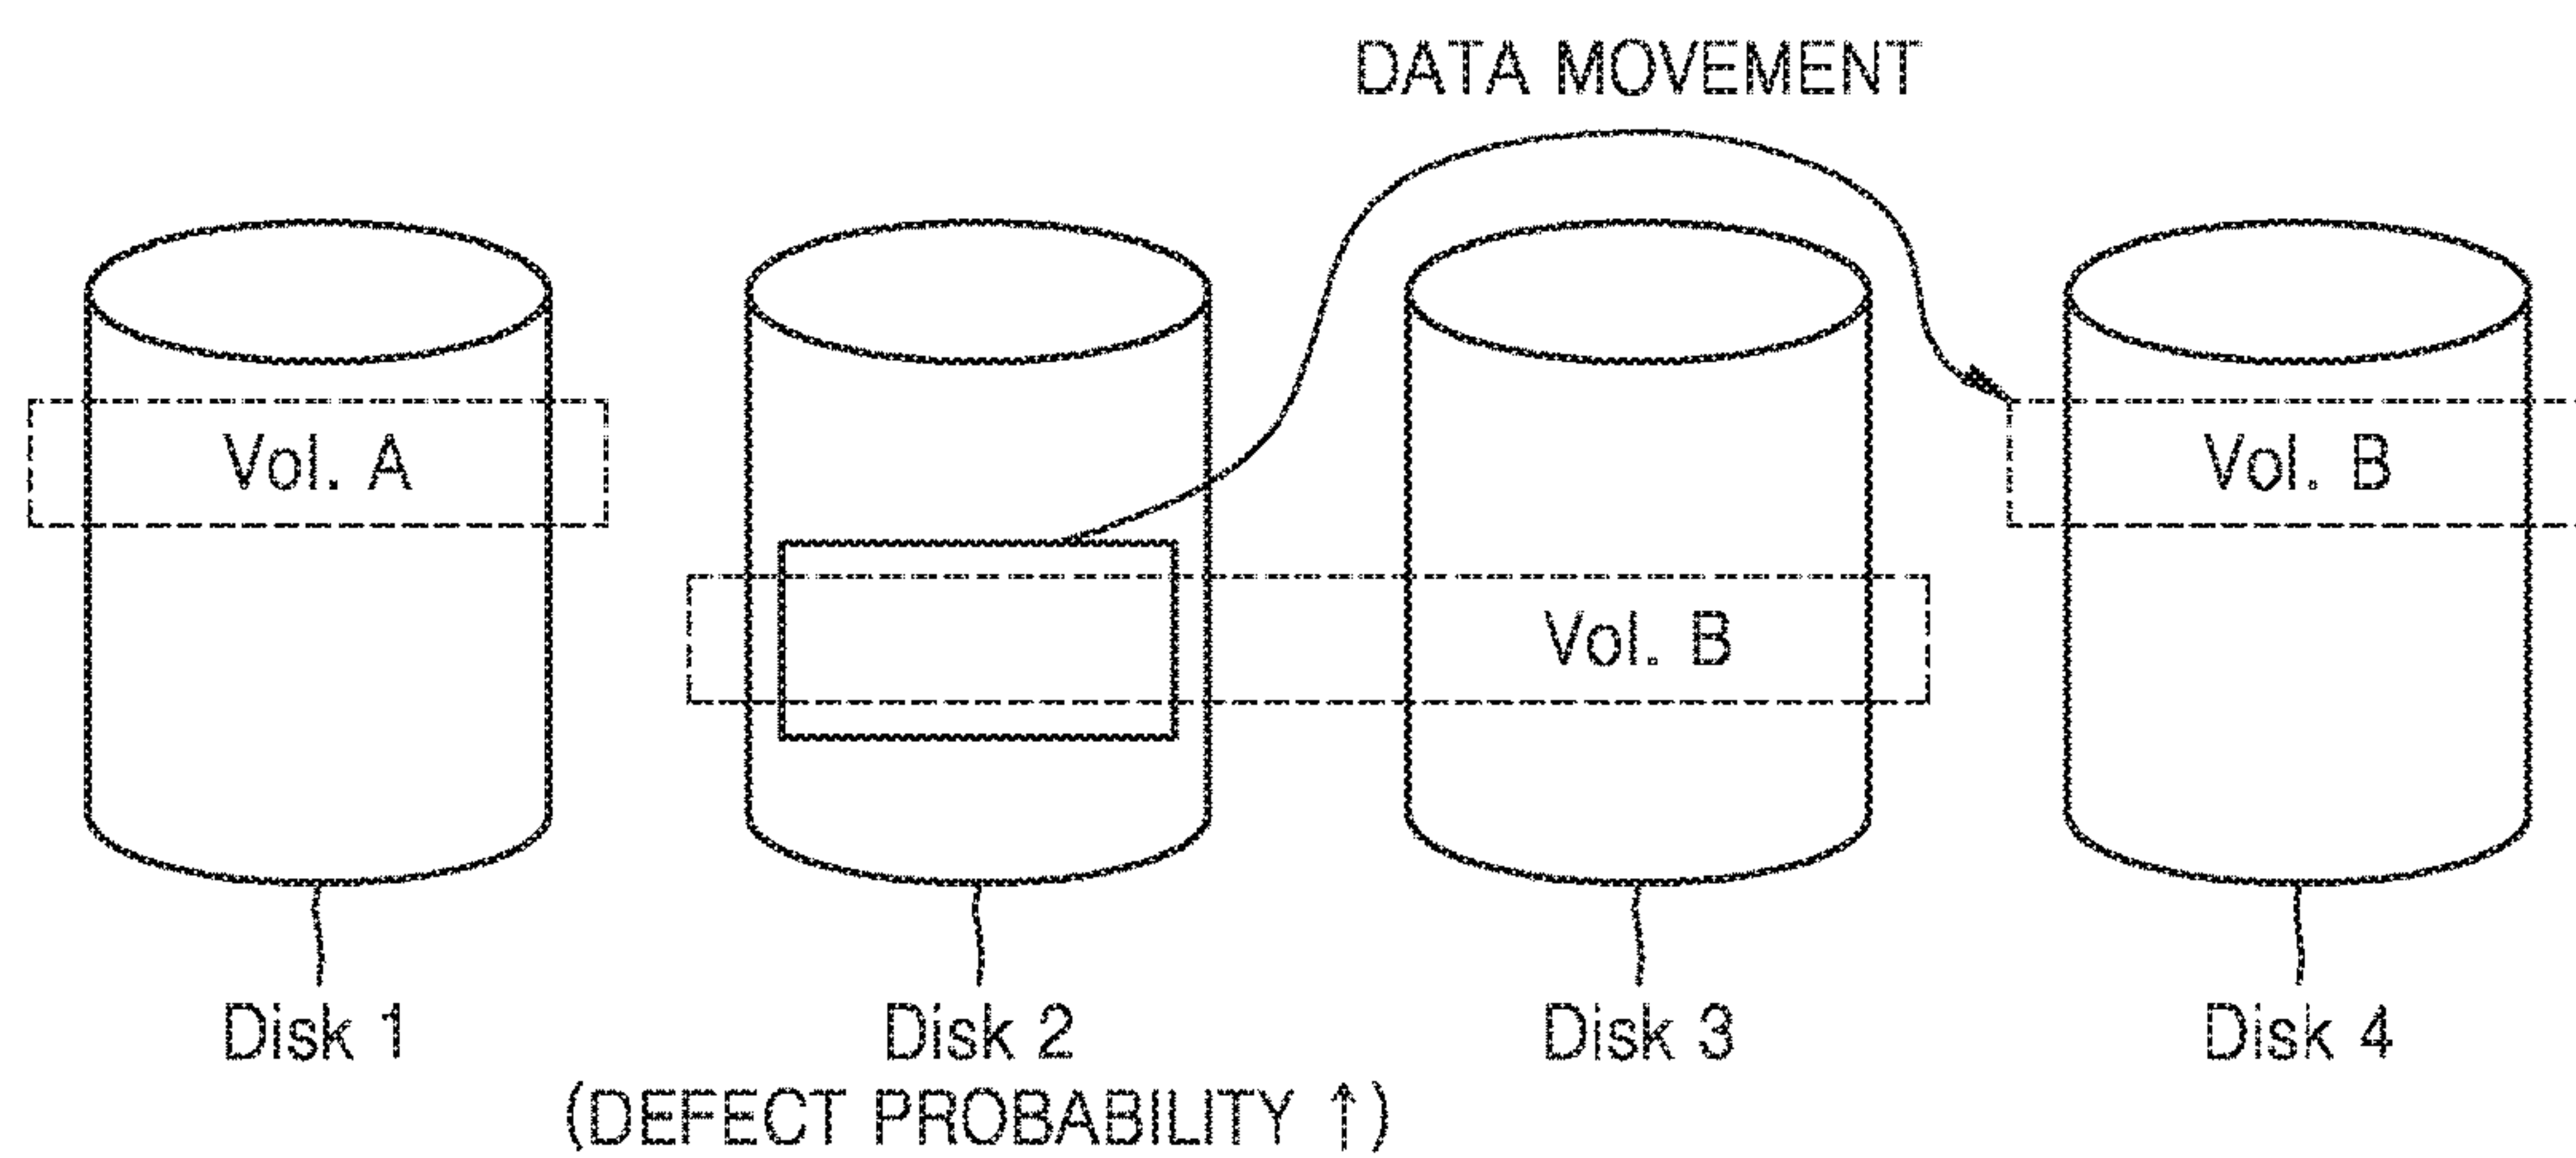 DATA MOVEMENT
Vol. A
Vol. B
Vol. B
Disk 1
Disk 2
Disk 3
Disk 4
(DEFECT PROBABILITY ↑)